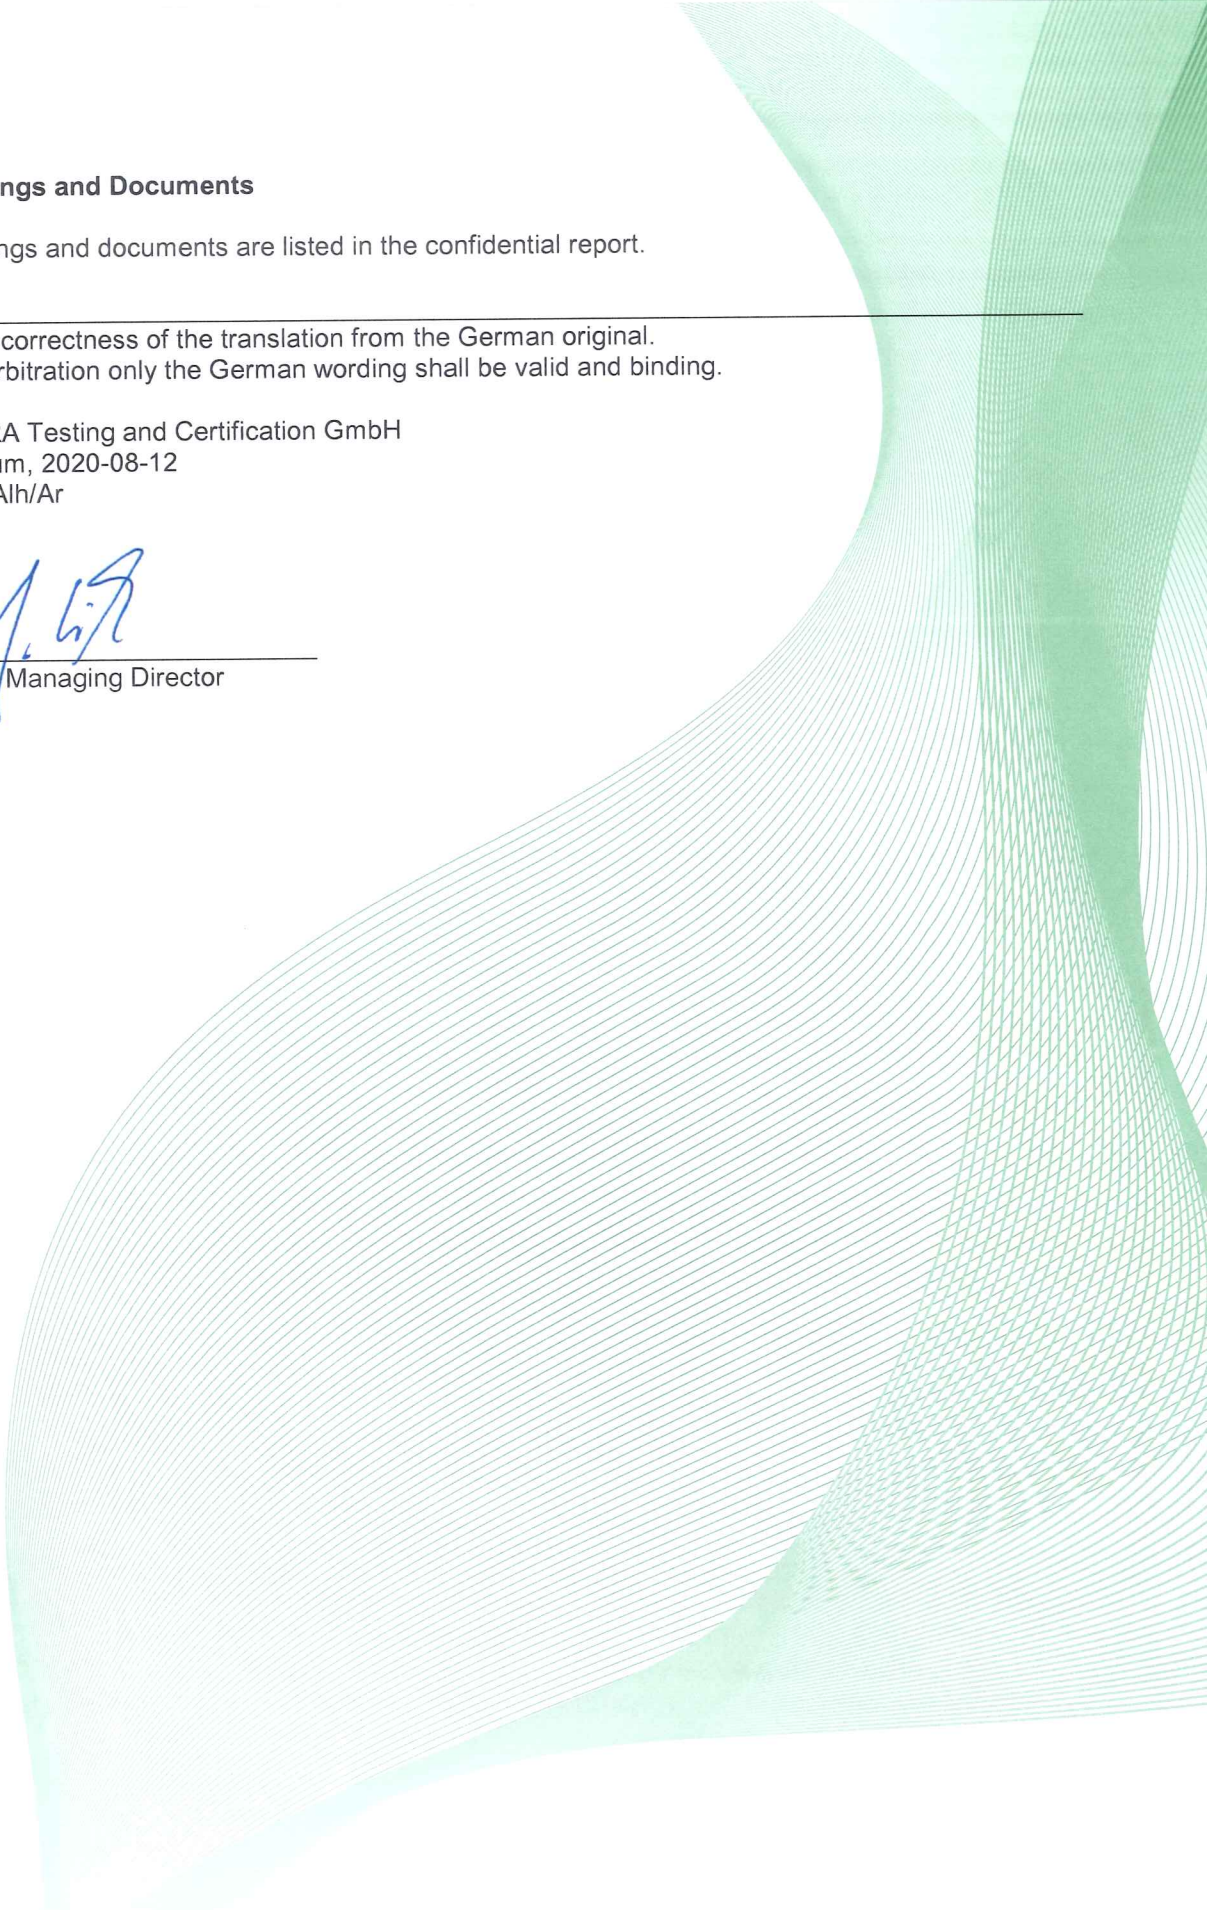 ngs and Documents
ngs and documents are listed in the confidential report.
correctness of the translation from the German original.
rbitration only the German wording shall be valid and binding.
A Testing and Certification GmbH
um, 2020-08-12
Alh/Ar
Managing Director